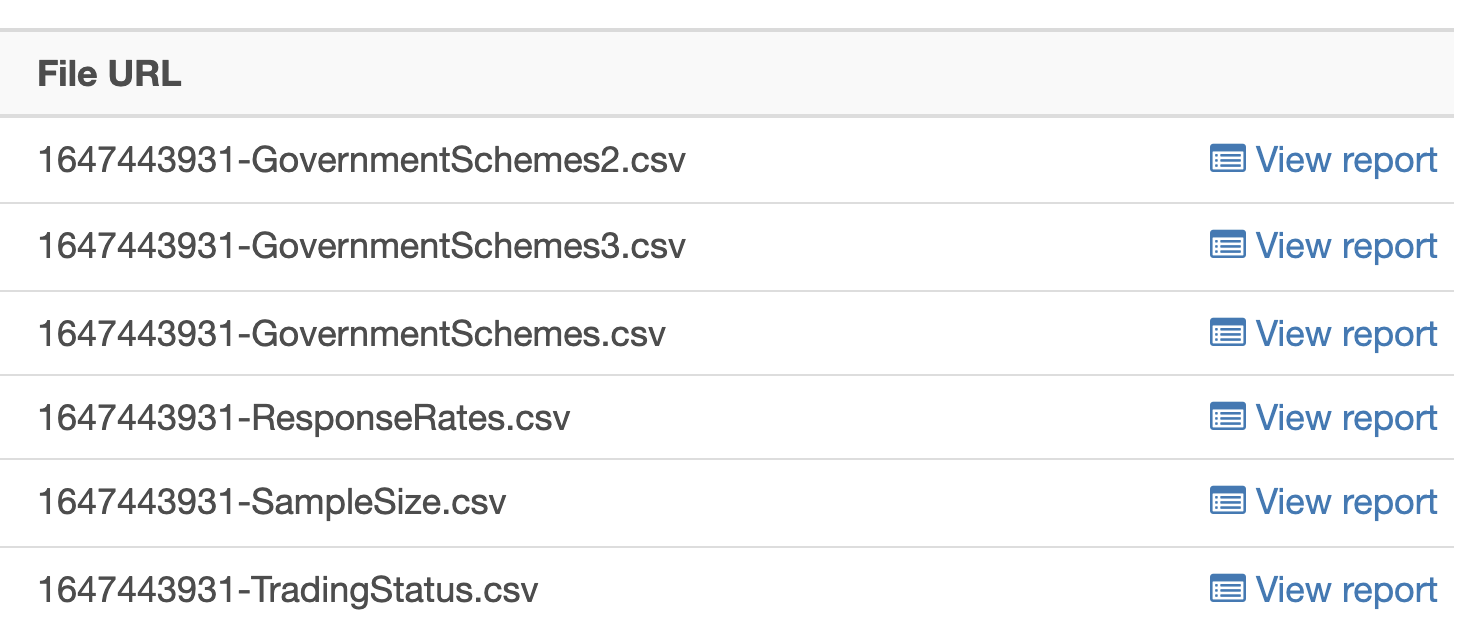 File URL
1647443931-GovernmentSchemes2.csv View report
1647443931-GovernmentSchemes3.csv View report
1647443931-GovernmentSchemes.csv View report
1647443931-ResponseRates.csv View report
1647443931-SampleSize.csv View report
1647443931-TradingStatus.csv View report